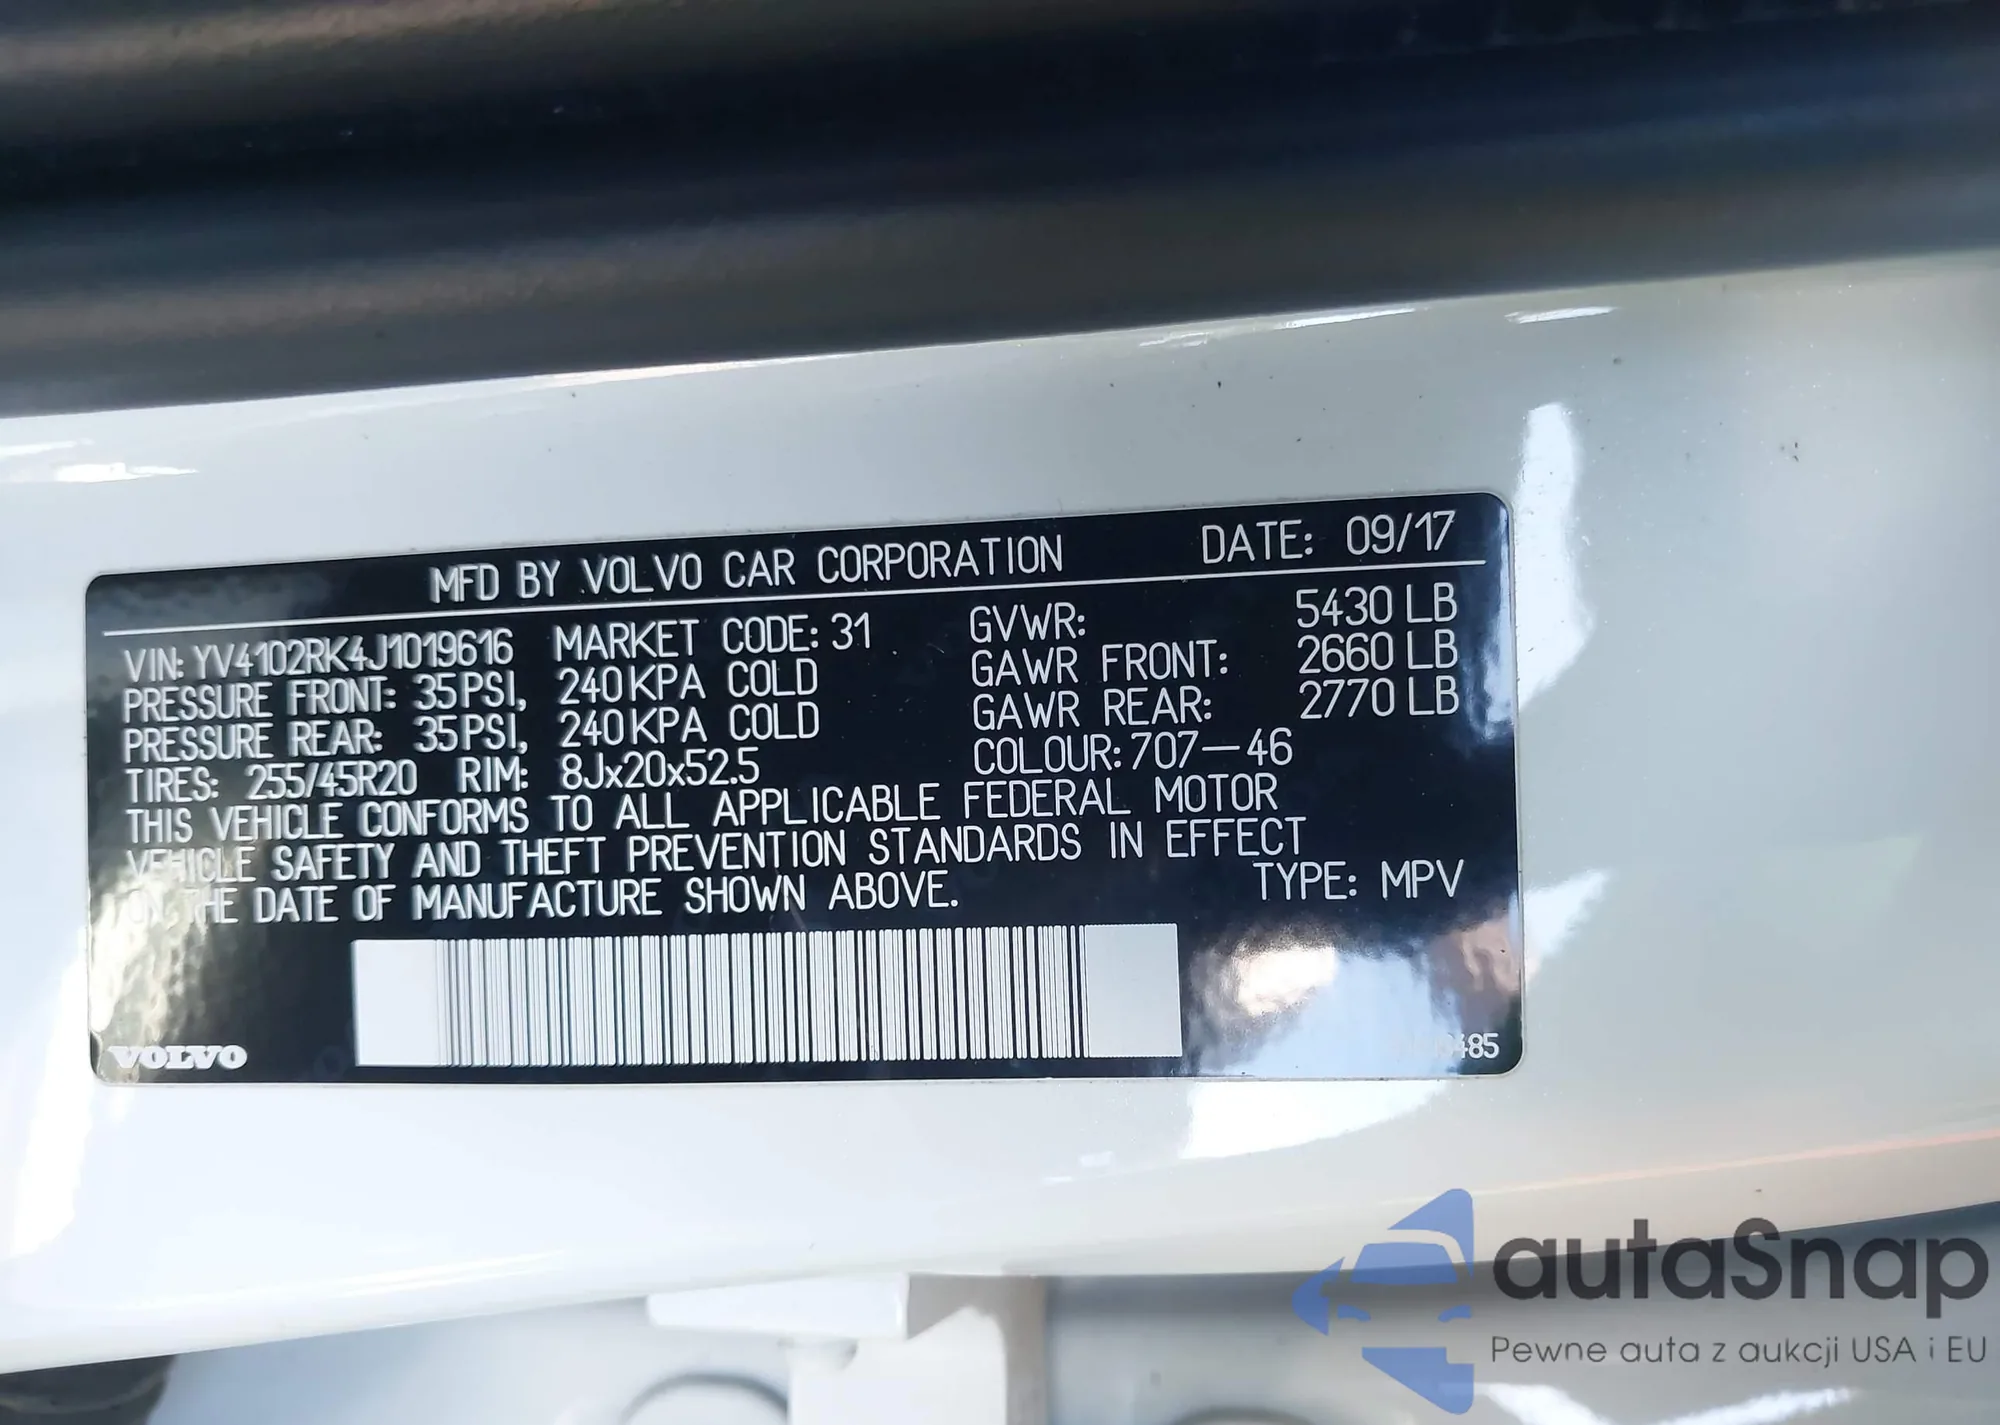 MFD BY VOLVO CAR CORPORATION DATE: 09/17
VIN: YV4102RK4J1019616 MARKET CODE: 31 GVWR: 5430 LB
PRESSURE FRONT: 35 PSI, 240 KPA COLD GAWR FRONT: 2660 LB
PRESSURE REAR: 35 PSI, 240 KPA COLD GAWR REAR: 2770 LB
TIRES: 255/45R20 RIM: 8Jx20x52.5 COLOUR: 707-46
THIS VEHICLE CONFORMS TO ALL APPLICABLE FEDERAL MOTOR
VEHICLE SAFETY AND THEFT PREVENTION STANDARDS IN EFFECT
ON THE DATE OF MANUFACTURE SHOWN ABOVE. TYPE: MPV
VOLVO
autaSnap
Pewne auta z aukcji USA i EU